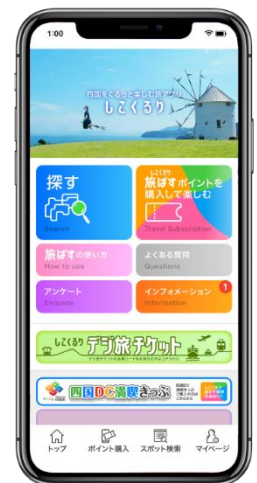 1:00
四国をぐるっと楽しむ旅アプリ
しこくるり
探す
Search
しこくるり
旅ぱすポイントを
購入して楽しむ
Travel Subscription
旅ぱすの使い方
How to use
よくある質問
Questions
アンケート
Enquete
インフォメーション
Information
1
しこくるり デジ旅チケット
四国DC満喫きっぷ
トップ
ポイント購入
スポット検索
マイページ